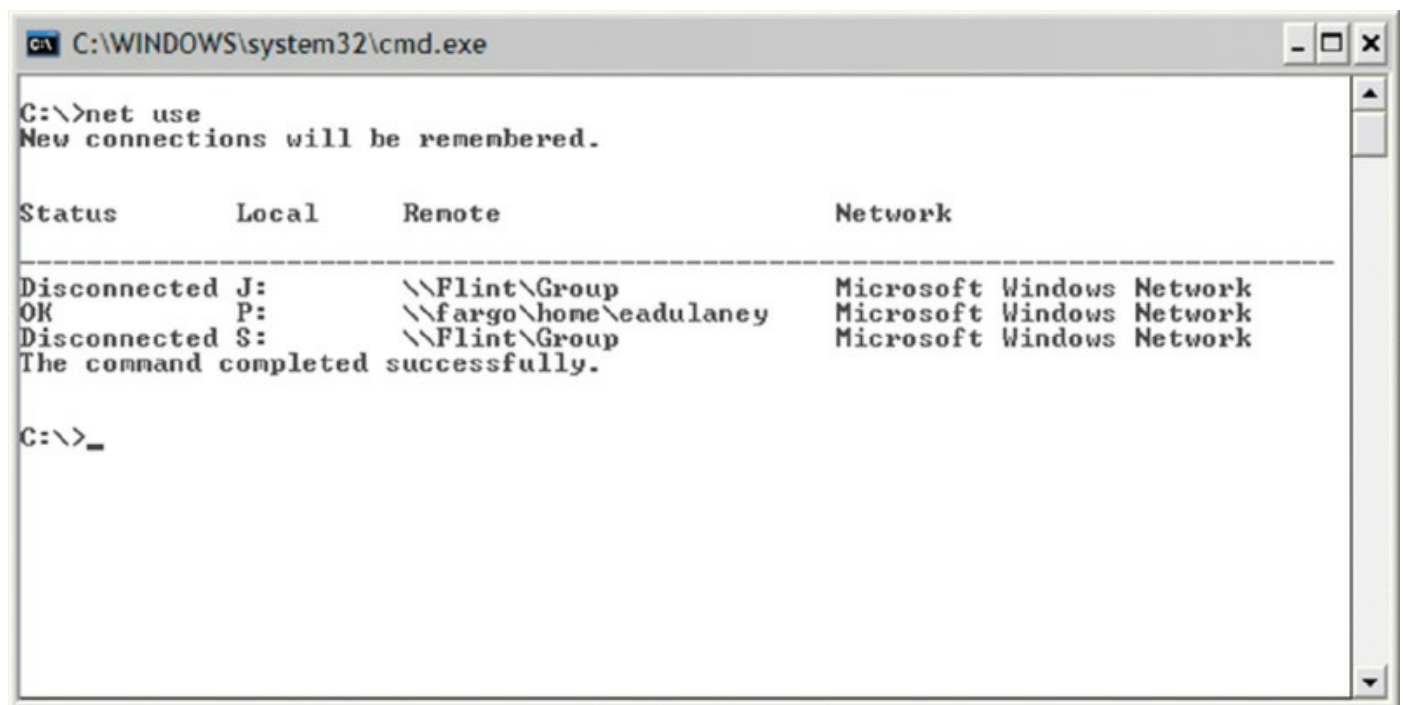 C:\WINDOWS\system32\cmd.exe
C:\>net use
New connections will be remembered.
Status Local Remote Network
-------------------------------------------------------------------------------
Disconnected J: \\Flint\Group Microsoft Windows Network
OK P: \\fargo\home\eadulaney Microsoft Windows Network
Disconnected S: \\Flint\Group Microsoft Windows Network
The command completed successfully.
C:\>_